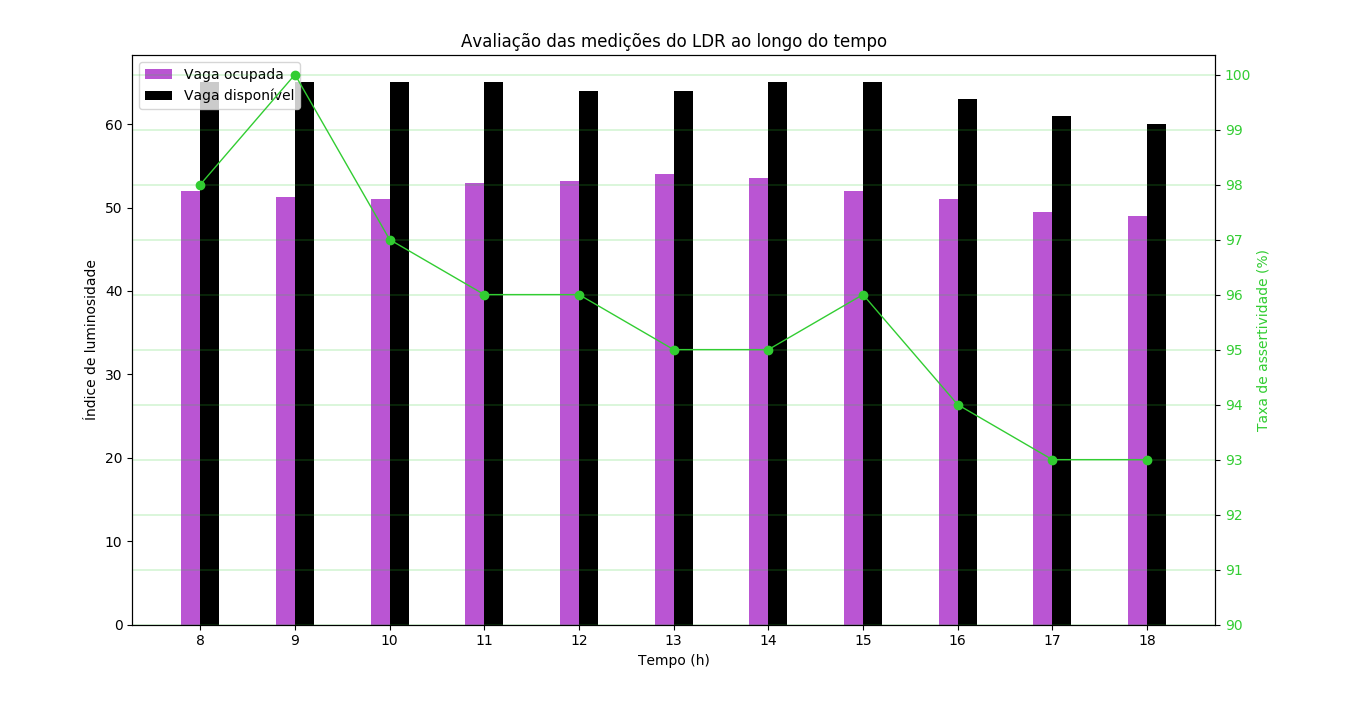 Avaliação das medições do LDR ao longo do tempo
Vaga ocupada
Vaga disponível
Índice de luminosidade
60
50
40
30
20
10
0
8 9 10 11 12 13 14 15 16 17 18
Tempo (h)
100
99
98
97
96
95
94
93
92
91
90
Taxa de assertividade (%)